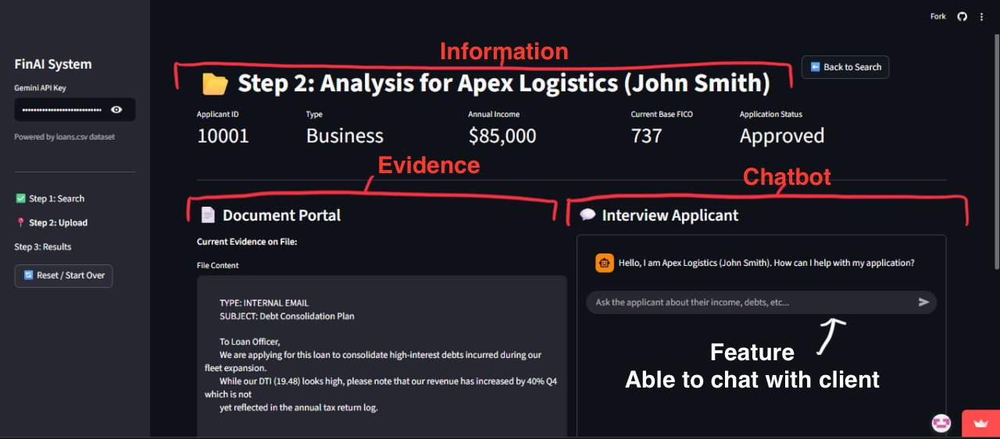 Fork
FinAI System
Gemini API Key
Powered by loans.csv dataset
Step 1: Search
Step 2: Upload
Step 3: Results
Reset / Start Over
Information
Step 2: Analysis for Apex Logistics (John Smith)
Back to Search
Applicant ID
10001
Type
Business
Annual Income
$85,000
Current Base FICO
737
Application Status
Approved
Evidence
Document Portal
Current Evidence on File:
File Content
TYPE: INTERNAL EMAIL
SUBJECT: Debt Consolidation Plan
To Loan Officer,
We are applying for this loan to consolidate high-interest debts incurred during our
fleet expansion.
While our DTI (19.48) looks high, please note that our revenue has increased by 40% Q4
which is not
yet reflected in the annual tax return log.
Chatbot
Interview Applicant
Hello, I am Apex Logistics (John Smith). How can I help with my application?
Ask the applicant about their income, debts, etc...
Feature
Able to chat with client